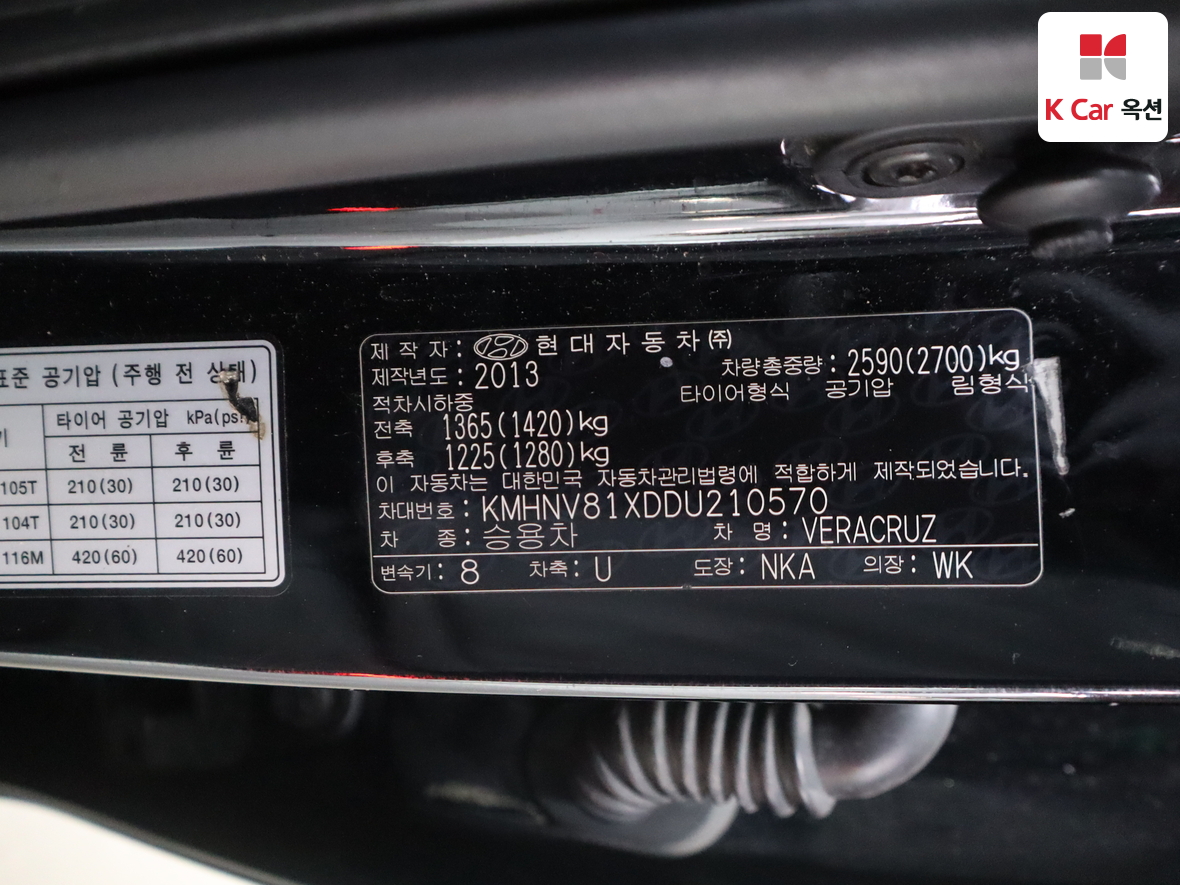 K Car 옥션
표준 공기압 (주행 전 상태)
타이어 공기압 kPa(psi)
전 륜 후 륜
105T 210(30) 210(30)
104T 210(30) 210(30)
116M 420(60) 420(60)
제 작 자: 현 대 자 동 차 ㈜
제작년도: 2013 차량총중량: 2590(2700)kg
적차시하중 타이어형식 공기압 림형식
전축 1365(1420)kg
후축 1225(1280)kg
이 자동차는 대한민국 자동차관리법령에 적합하게 제작되었습니다.
차대번호: KMHNV81XDDU210570
차 종: 승용차 차 명: VERACRUZ
변속기: 8 차축: U 도장: NKA 의장: WK